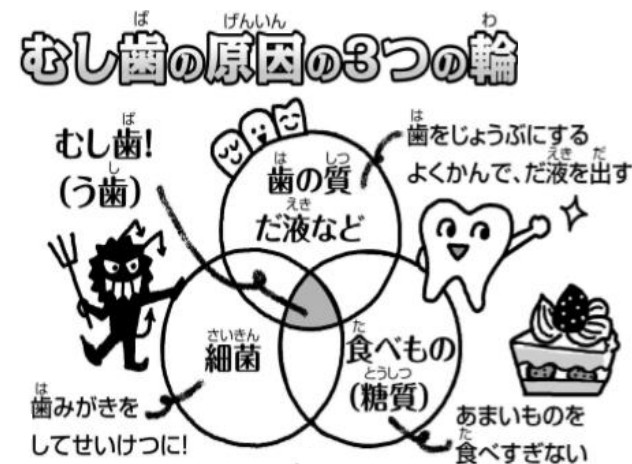 むし歯の原因の3つの輪
むし歯!
(う歯)
歯の質
だ液など
歯をじょうぶにする
よくかんで、だ液を出す
細菌
食べもの
(糖質)
歯みがきを
してせいけつに!
あまいものを
食べすぎない